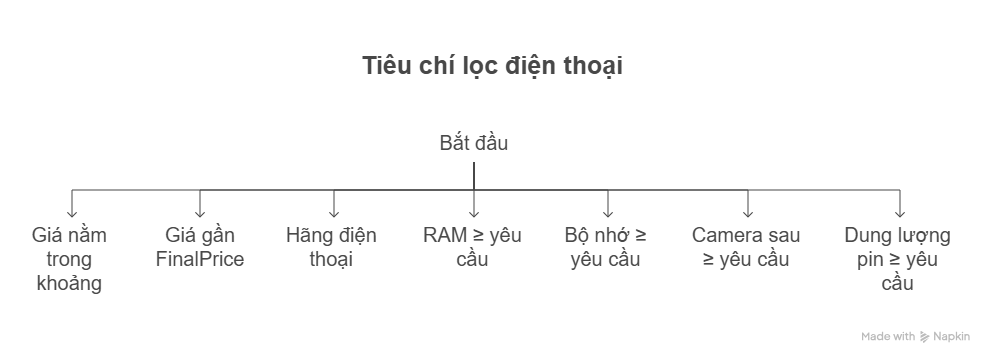 Tiêu chí lọc điện thoại
Bắt đầu
Giá nằm
trong
khoảng
Giá gần
FinalPrice
Hãng điện
thoại
RAM ≥ yêu
cầu
Bộ nhớ ≥
yêu cầu
Camera sau
≥ yêu cầu
Dung lượng
pin ≥ yêu
cầu
Made with Napkin